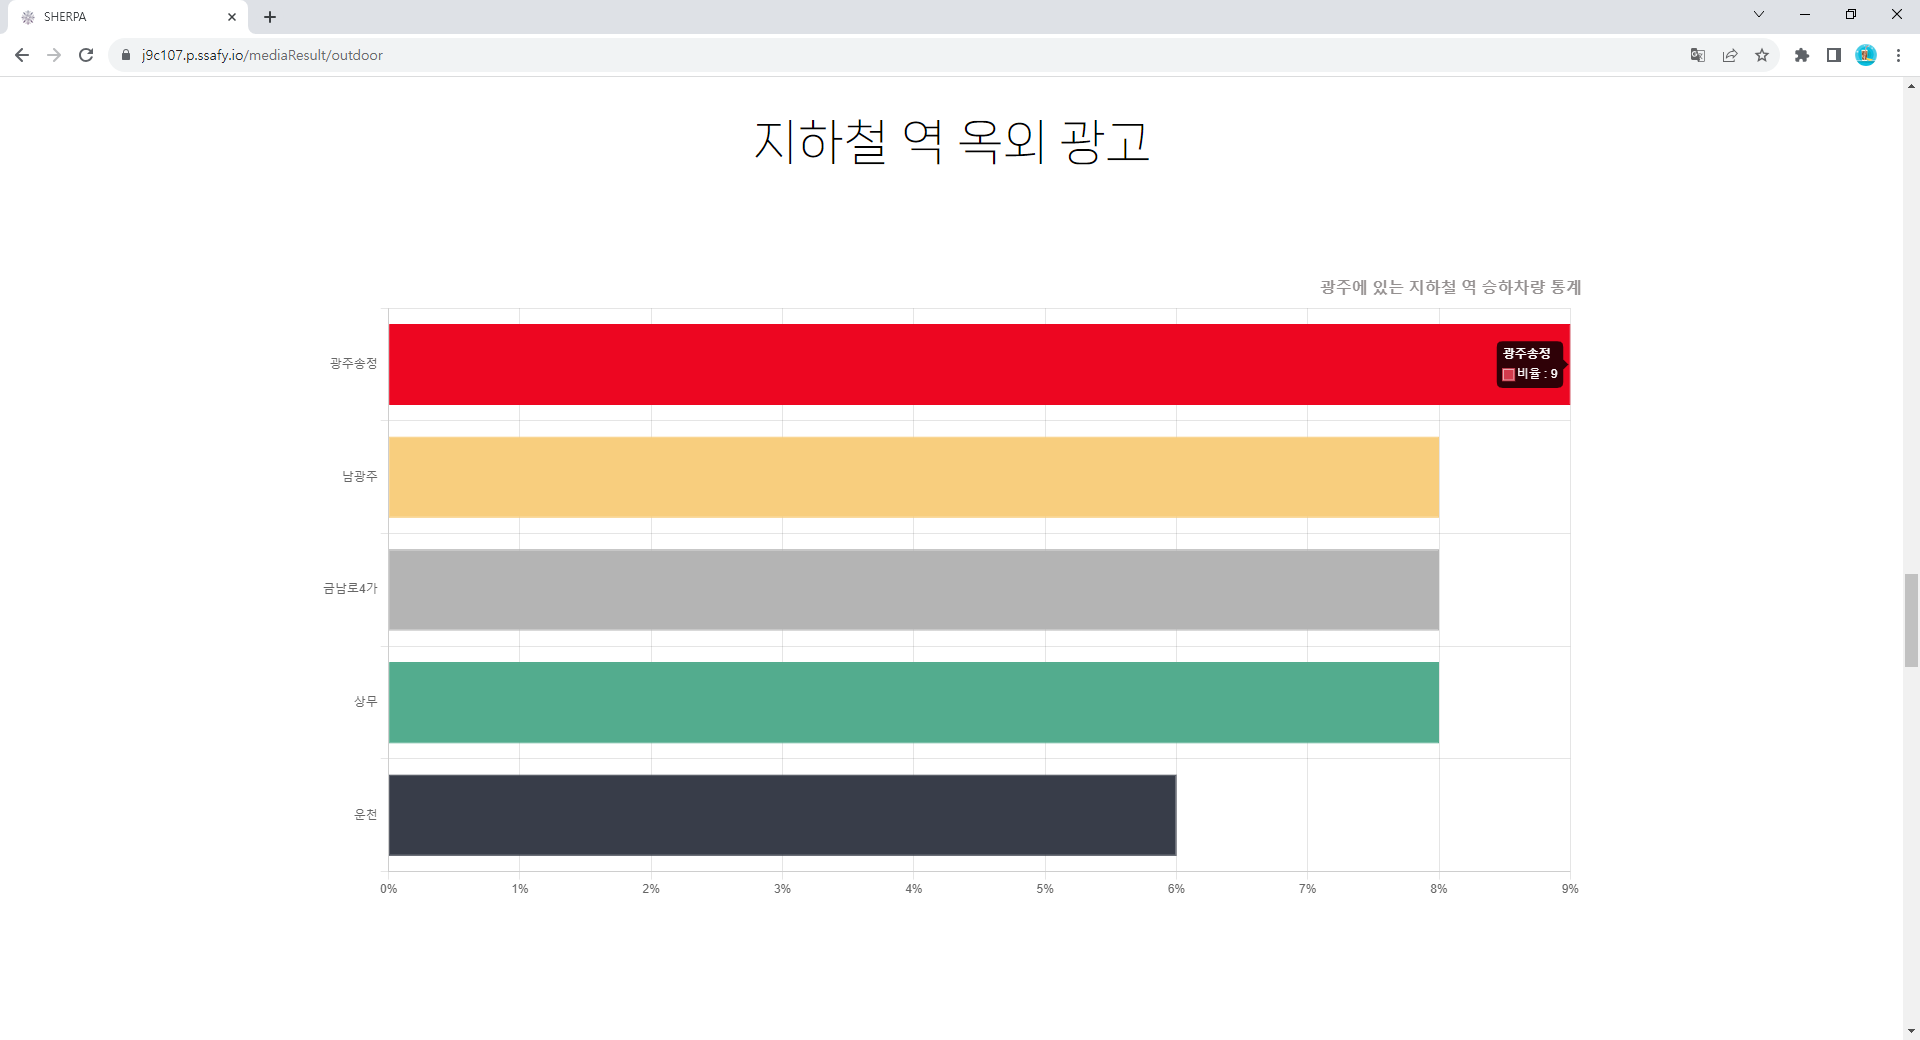 SHERPA
j9c107.p.ssafy.io/mediaResult/outdoor
지하철 역 옥외 광고
광주에 있는 지하철 역 승하차량 통계
광주송정
광주송정
비율 : 9
남광주
금남로4가
상무
운천
0% 1% 2% 3% 4% 5% 6% 7% 8% 9%